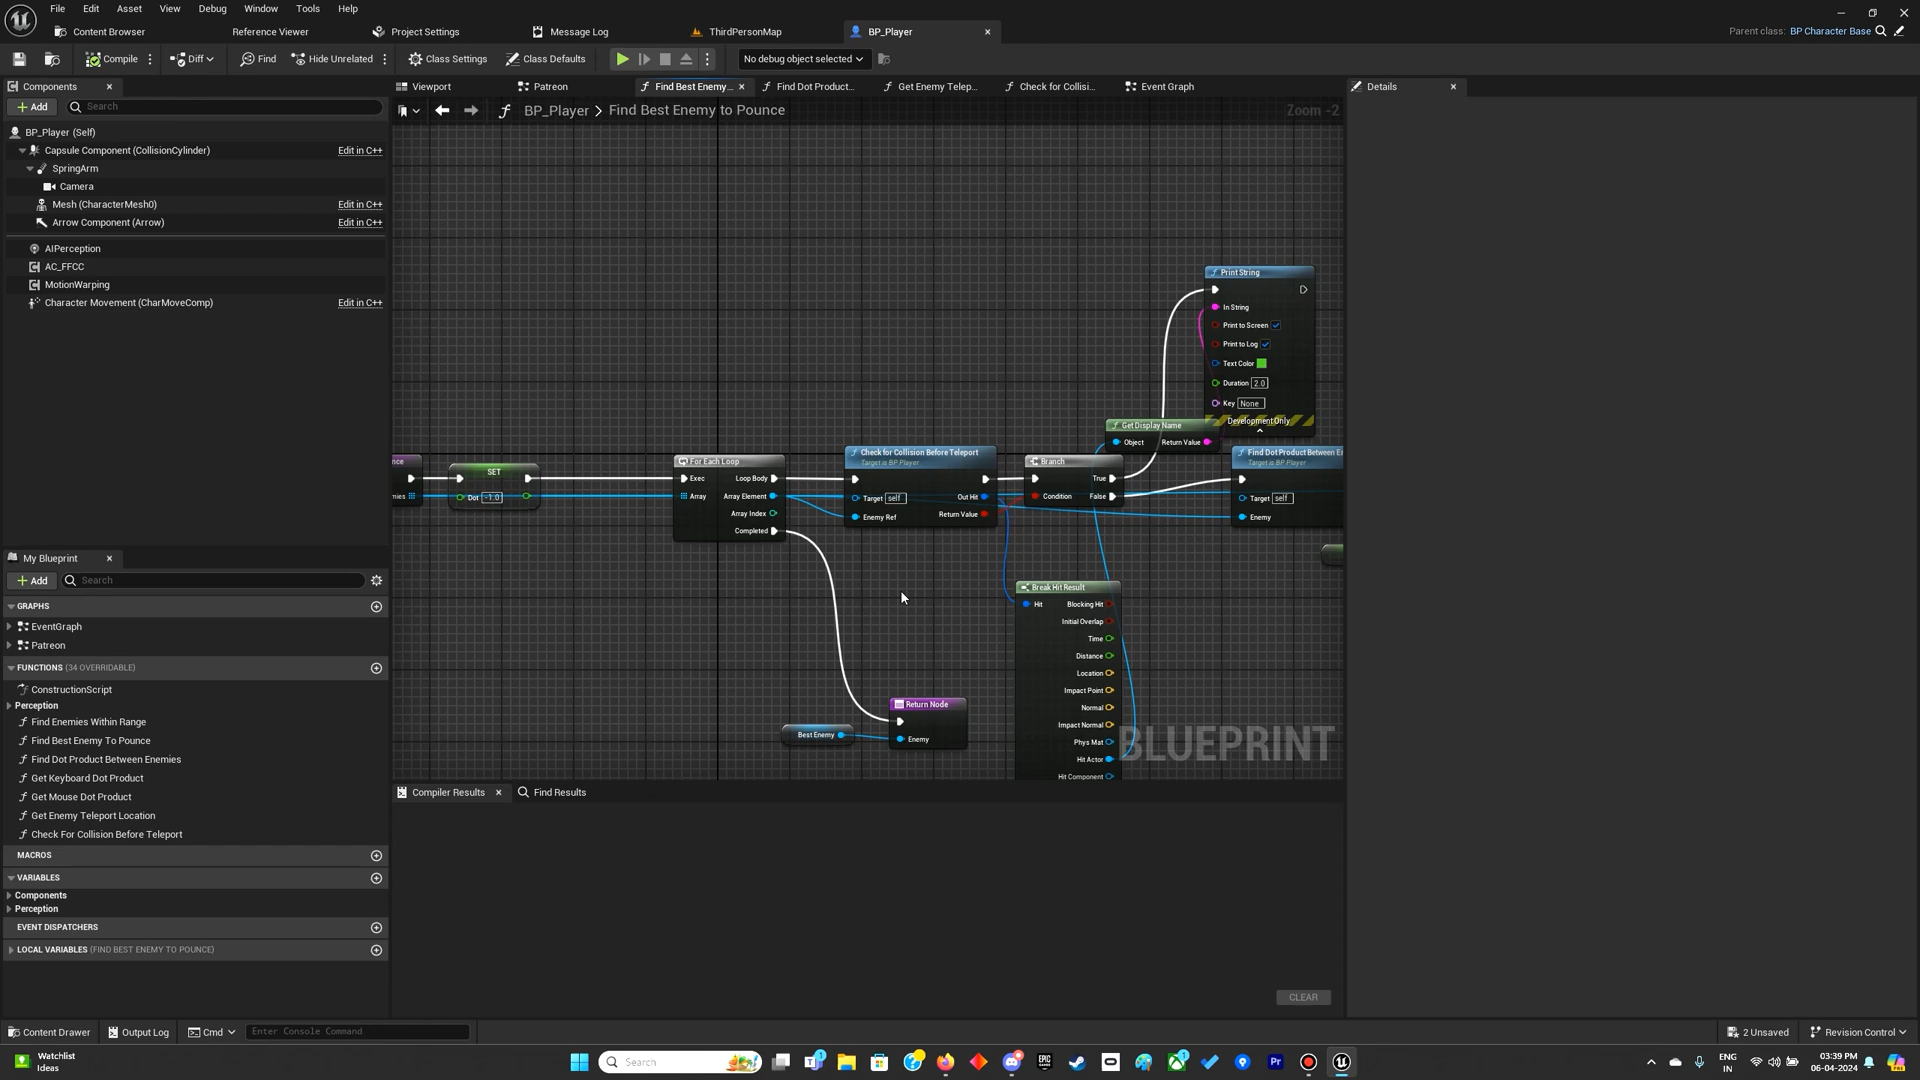 File Edit Asset View Debug Window Tools Help
Content Browser Reference Viewer Project Settings Message Log ThirdPersonMap BP_Player
Parent class: BP Character Base
Compile Diff Find Hide Unrelated Class Settings Class Defaults No debug object selected
Components
Add Search
BP_Player (Self)
Capsule Component (CollisionCylinder) Edit in C++
SpringArm
Camera
Mesh (CharacterMesh0) Edit in C++
Arrow Component (Arrow) Edit in C++
AIPerception
AC_FFCC
MotionWarping
Character Movement (CharMoveComp) Edit in C++
Viewport Patreon Find Best Enemy... Find Dot Product... Get Enemy Telep... Check for Collisi... Event Graph
BP_Player > Find Best Enemy to Pounce
Zoom -2
Details
Print String
In String
Print to Screen
Print to Log
Text Color
Duration 2.0
Key None
Development Only
Get Display Name
Object Return Value
SET
Dot -1.0
For Each Loop
Exec Loop Body
Array Array Element
Array Index
Completed
Check for Collision Before Teleport
Target is BP Player
Target self Out Hit
Enemy Ref Return Value
Branch
True
Condition False
Find Dot Product Between E
Target is BP Player
Target self
Enemy
Break Hit Result
Hit Blocking Hit
Initial Overlap
Time
Distance
Location
Impact Point
Normal
Impact Normal
Phys Mat
Hit Actor
Hit Component
Return Node
Best Enemy Enemy
BLUEPRINT
My Blueprint
Add Search
GRAPHS
EventGraph
Patreon
FUNCTIONS (34 OVERRIDABLE)
ConstructionScript
Perception
Find Enemies Within Range
Find Best Enemy To Pounce
Find Dot Product Between Enemies
Get Keyboard Dot Product
Get Mouse Dot Product
Get Enemy Teleport Location
Check For Collision Before Teleport
MACROS
VARIABLES
Components
Perception
EVENT DISPATCHERS
LOCAL VARIABLES (FIND BEST ENEMY TO POUNCE)
Compiler Results Find Results
CLEAR
Content Drawer Output Log Cmd Enter Console Command
2 Unsaved Revision Control
Watchlist
Ideas
Search
ENG
IN
03:39 PM
06-04-2024